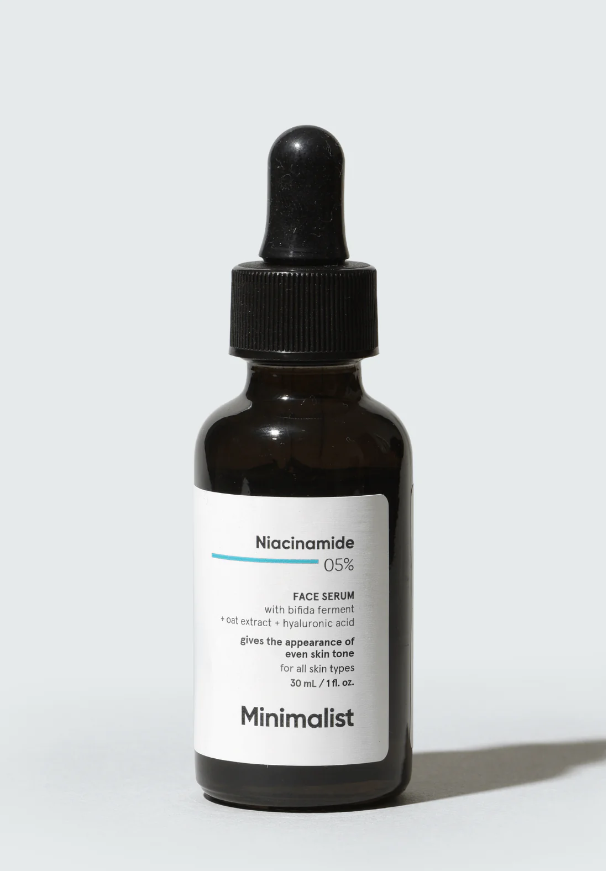 Niacinamide
05%
FACE SERUM
with bifida ferment
+ oat extract + hyaluronic acid
gives the appearance of
even skin tone
for all skin types
30 mL / 1 fl. oz.
Minimalist